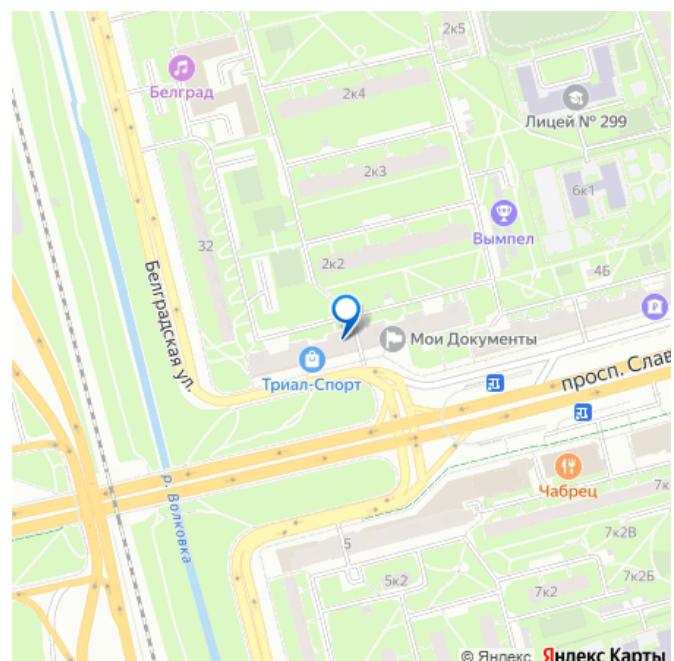 2к5
Белград
2к4
Лицей № 299
2к3
6к1
Вымпел
32
2к2
4Б
Белградская ул.
Мои Документы
Триал-Спорт
просп. Слав
Чабрец
р. Волковка
7к
5
7к2В
5к2
7к2
7к2Б
© Яндекс Яндекс Карты